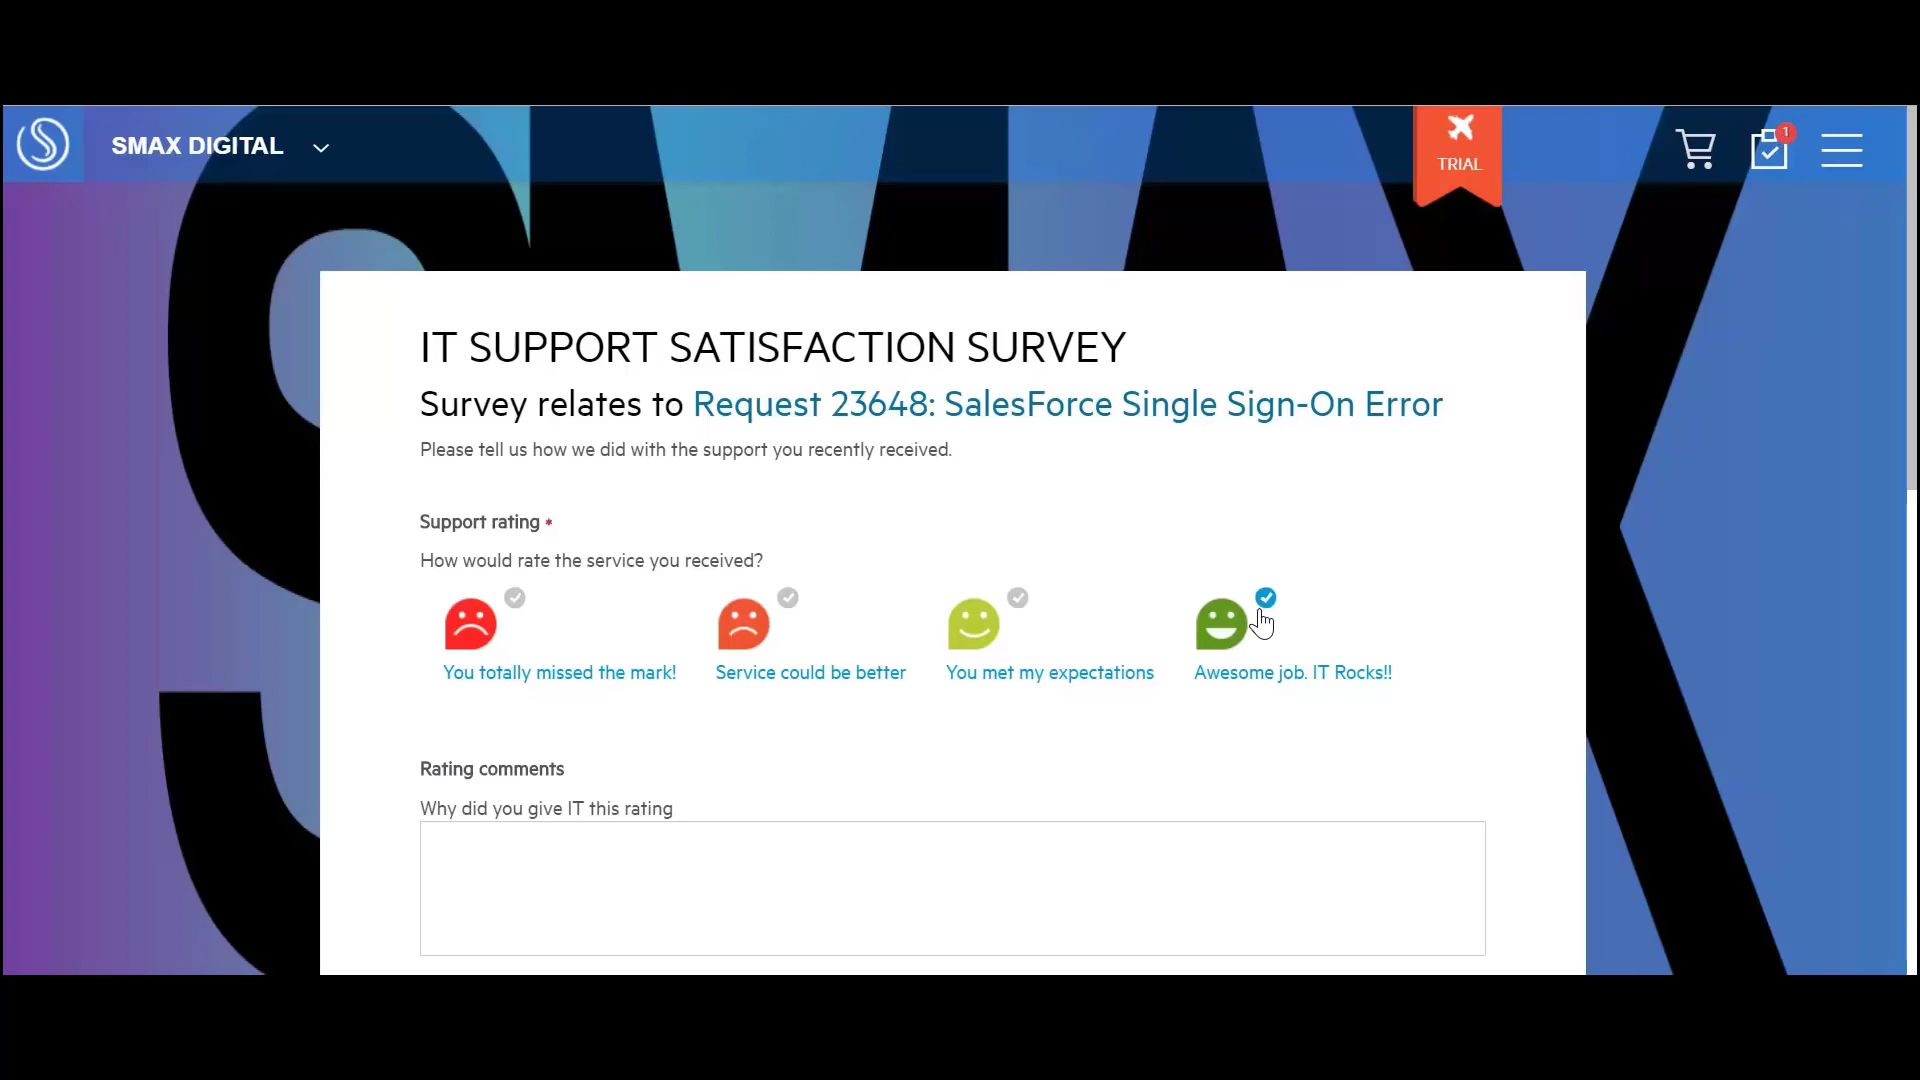 SMAX DIGITAL
TRIAL
1
IT SUPPORT SATISFACTION SURVEY
Survey relates to Request 23648: SalesForce Single Sign-On Error
Please tell us how we did with the support you recently received.
Support rating *
How would rate the service you received?
You totally missed the mark!
Service could be better
You met my expectations
Awesome job. IT Rocks!!
Rating comments
Why did you give IT this rating